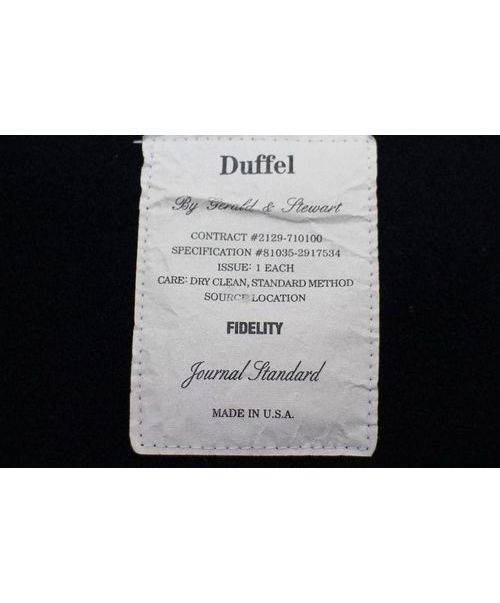 Duffel
By Gerald & Stewart
CONTRACT #2129-710100
SPECIFICATION #81035-2917534
ISSUE: 1 EACH
CARE: DRY CLEAN, STANDARD METHOD
SOURCE LOCATION
FIDELITY
Journal Standard
MADE IN U.S.A.